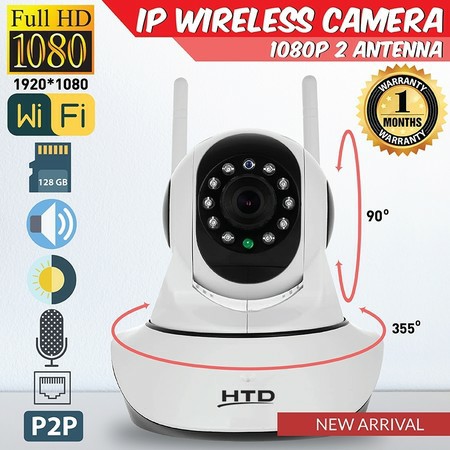 Full HD
1080
1920*1080
Wi Fi
128 GB
P2P
IP WIRELESS CAMERA
1080P 2 ANTENNA
WARRANTY
1
MONTHS
WARRANTY
90°
355°
HTD
NEW ARRIVAL